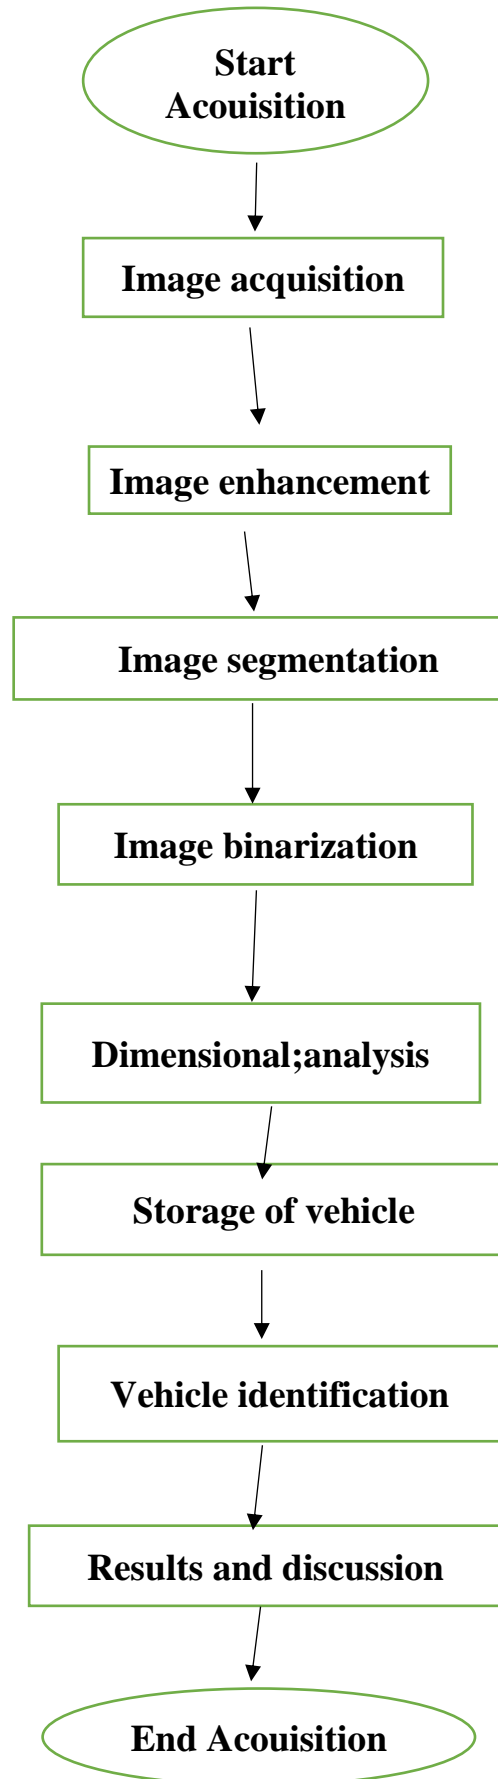 Start
Acouisition
Image acquisition
Image enhancement
Image segmentation
Image binarization
Dimensional;analysis
Storage of vehicle
Vehicle identification
Results and discussion
End Acouisition